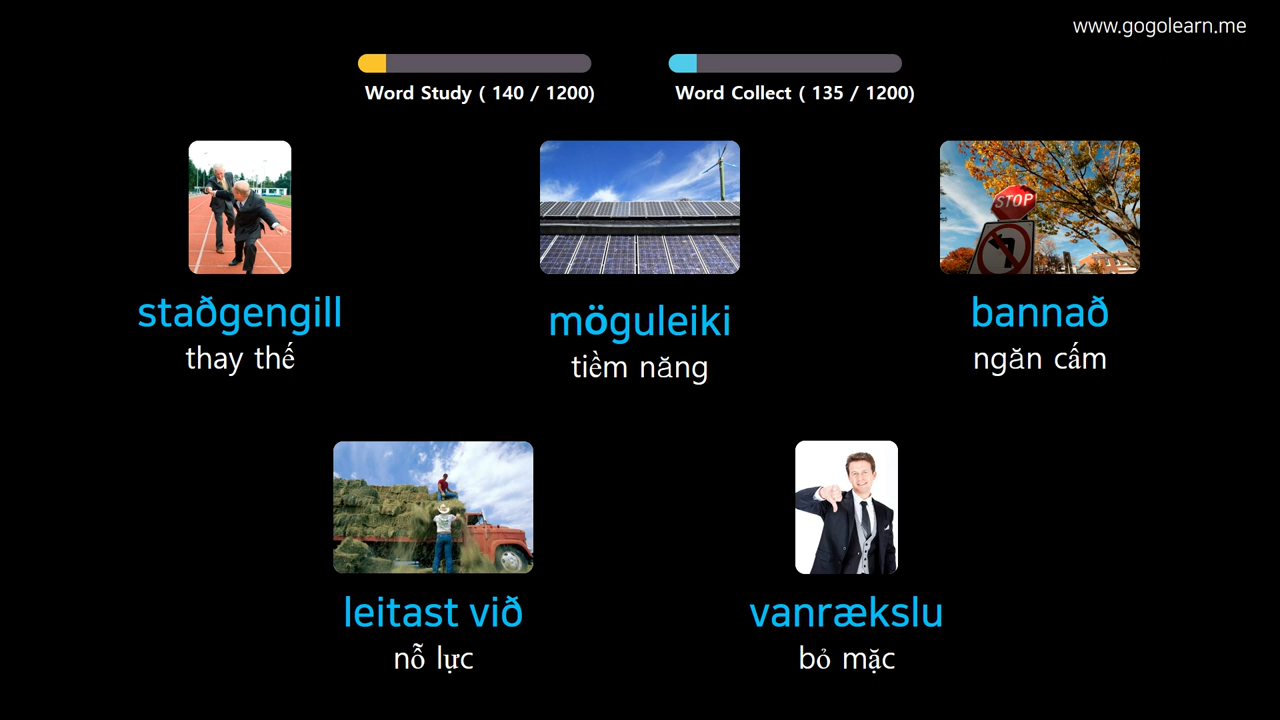 www.gogolearn.me
Word Study ( 140 / 1200)
Word Collect ( 135 / 1200)
STOP
staðgengill
thay thế
möguleiki
tiềm năng
bannað
ngăn cấm
leitast við
nỗ lực
vanrækslu
bỏ mặc